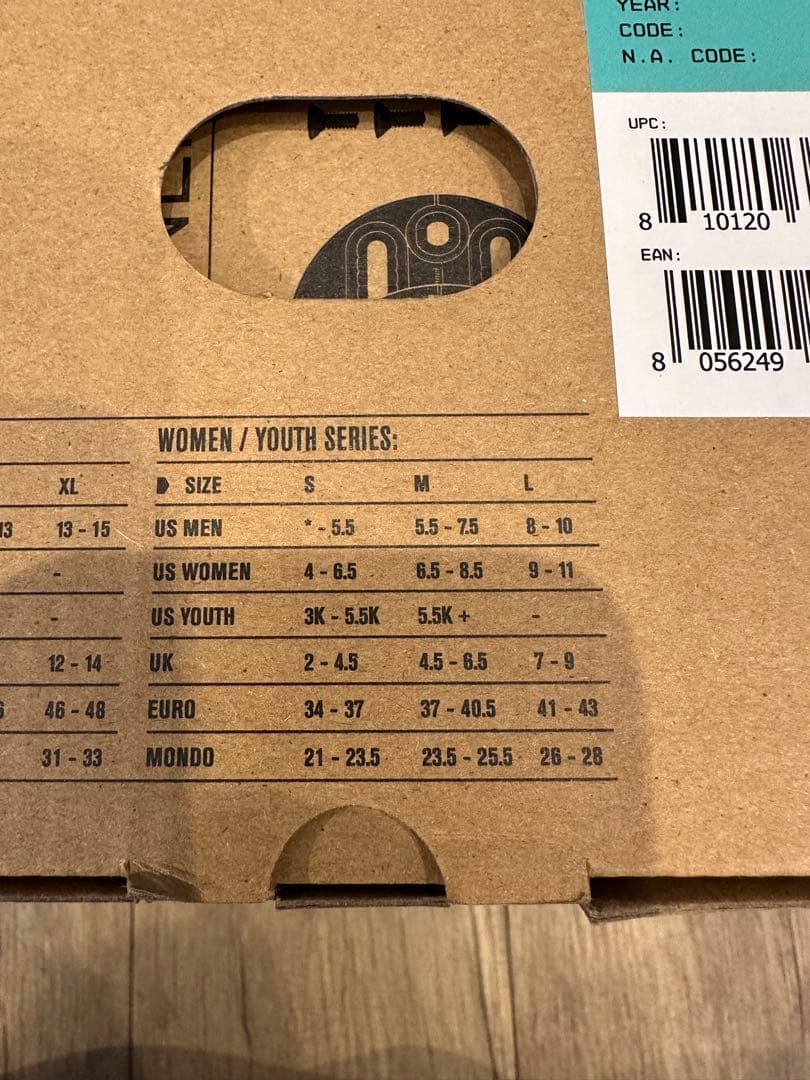 YEAR:
CODE:
N.A. CODE:
UPC:
8 10120
EAN:
8 056249
WOMEN / YOUTH SERIES:
XL SIZE S M L
13 13 - 15 US MEN * - 5.5 5.5 - 7.5 8 - 10
- US WOMEN 4 - 6.5 6.5 - 8.5 9 - 11
- US YOUTH 3K - 5.5K 5.5K + -
12 - 14 UK 2 - 4.5 4.5 - 6.5 7 - 9
46 - 48 EURO 34 - 37 37 - 40.5 41 - 43
31 - 33 MONDO 21 - 23.5 23.5 - 25.5 26 - 28